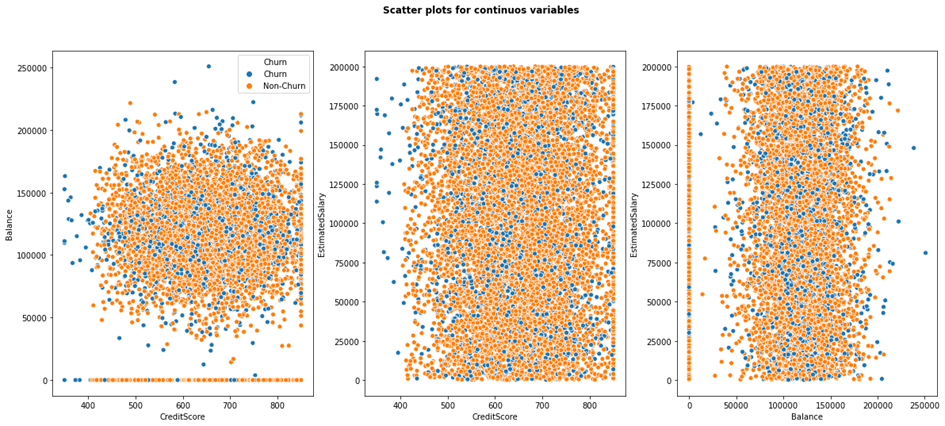 Scatter plots for continuos variables
Churn
Churn
Non-Churn
250000
200000
150000
100000
50000
0
Balance
400 500 600 700 800
CreditScore
200000
175000
150000
125000
100000
75000
50000
25000
0
EstimatedSalary
400 500 600 700 800
CreditScore
200000
175000
150000
125000
100000
75000
50000
25000
0
EstimatedSalary
0 50000 100000 150000 200000 250000
Balance